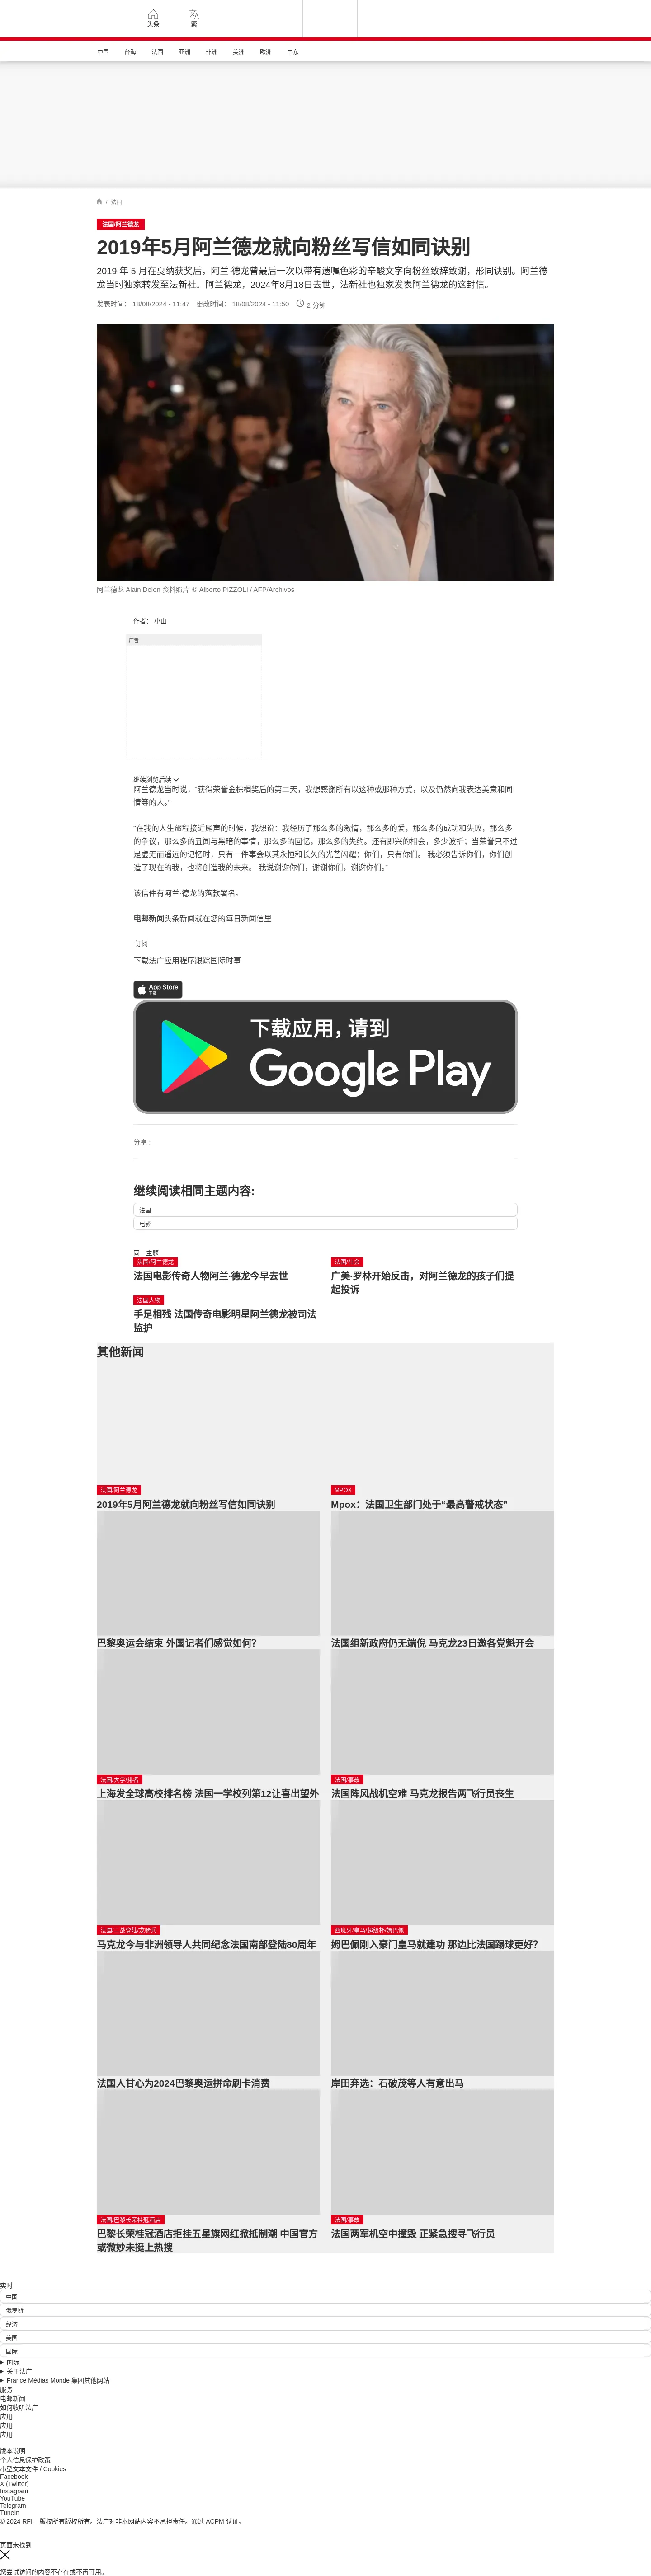 头条
繁
中国
台海
法国
亚洲
非洲
美洲
欧洲
中东
/ 法国
法国/阿兰德龙
2019年5月阿兰德龙就向粉丝写信如同诀别
2019 年 5 月在戛纳获奖后，阿兰·德龙曾最后一次以带有遗嘱色彩的辛酸文字向粉丝致辞致谢，形同诀别。阿兰德
龙当时独家转发至法新社。阿兰德龙，2024年8月18日去世，法新社也独家发表阿兰德龙的这封信。
发表时间： 18/08/2024 - 11:47 更改时间： 18/08/2024 - 11:50 2 分钟
阿兰德龙 Alain Delon 资料照片 © Alberto PIZZOLI / AFP/Archivos
作者： 小山
广告
继续浏览后续
阿兰德龙当时说，“获得荣誉金棕榈奖后的第二天，我想感谢所有以这种或那种方式，以及仍然向我表达美意和同
情等的人。”
“在我的人生旅程接近尾声的时候，我想说：我经历了那么多的激情，那么多的爱，那么多的成功和失败，那么多
的争议，那么多的丑闻与黑暗的事情，那么多的回忆，那么多的失约。还有即兴的相会，多少波折；当荣誉只不过
是虚无而遥远的记忆时，只有一件事会以其永恒和长久的光芒闪耀：你们，只有你们。 我必须告诉你们，你们创
造了现在的我，也将创造我的未来。 我说谢谢你们，谢谢你们，谢谢你们。”
该信件有阿兰·德龙的落款署名。
电邮新闻头条新闻就在您的每日新闻信里
订阅
下载法广应用程序跟踪国际时事
App Store
下载
下载应用，请到
Google Play
分享 :
继续阅读相同主题内容:
法国
电影
同一主题
法国/阿兰德龙
法国电影传奇人物阿兰·德龙今早去世
法国/社会
广美·罗林开始反击，对阿兰德龙的孩子们提
起投诉
法国人物
手足相残 法国传奇电影明星阿兰德龙被司法
监护
其他新闻
法国/阿兰德龙
2019年5月阿兰德龙就向粉丝写信如同诀别
MPOX
Mpox：法国卫生部门处于“最高警戒状态”
巴黎奥运会结束 外国记者们感觉如何?
法国组新政府仍无端倪 马克龙23日邀各党魁开会
法国/大学/排名
上海发全球高校排名榜 法国一学校列第12让喜出望外
法国/事故
法国阵风战机空难 马克龙报告两飞行员丧生
法国/二战登陆/龙骑兵
马克龙今与非洲领导人共同纪念法国南部登陆80周年
西班牙/皇马/超级杯/姆巴佩
姆巴佩刚入豪门皇马就建功 那边比法国踢球更好?
法国人甘心为2024巴黎奥运拼命刷卡消费
岸田弃选：石破茂等人有意出马
法国/巴黎长荣桂冠酒店
巴黎长荣桂冠酒店拒挂五星旗网红掀抵制潮 中国官方
或微妙未挺上热搜
法国/事故
法国两军机空中撞毁 正紧急搜寻飞行员
实时
中国
俄罗斯
经济
美国
国际
国际
关于法广
France Médias Monde 集团其他网站
服务
电邮新闻
如何收听法广
应用
应用
应用
版本说明
个人信息保护政策
小型文本文件 / Cookies
Facebook
X (Twitter)
Instagram
YouTube
Telegram
TuneIn
© 2024 RFI – 版权所有版权所有。法广对非本网站内容不承担责任。通过 ACPM 认证。
页面未找到
您尝试访问的内容不存在或不再可用。